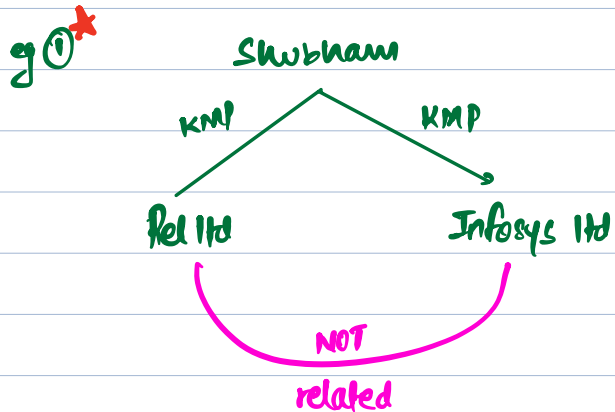 eg ①
Shubham
KMP KMP
Rel ltd Infosys ltd
NOT
related